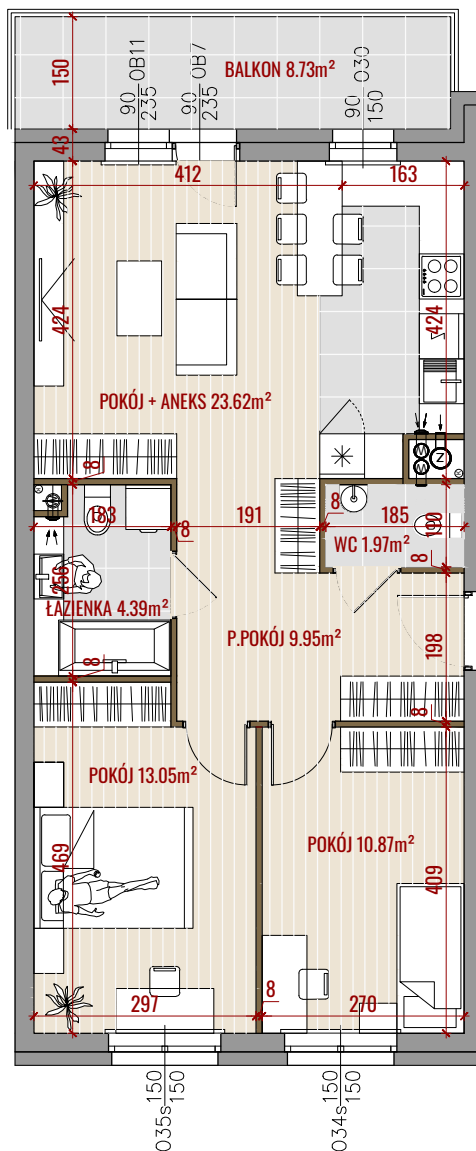 BALKON 8.73m²
150
90 OB11
235
90 OB7
235
90 O30
150
43
412
163
424
424
POKÓJ + ANEKS 23.62m²
8
183
8
191
8
185
190
WC 1.97m²
8
256
ŁAZIENKA 4.39m²
P.POKÓJ 9.95m²
198
8
8
POKÓJ 13.05m²
POKÓJ 10.87m²
469
409
297
8
270
O35s 150
150
O34s 150
150
M
M
Z